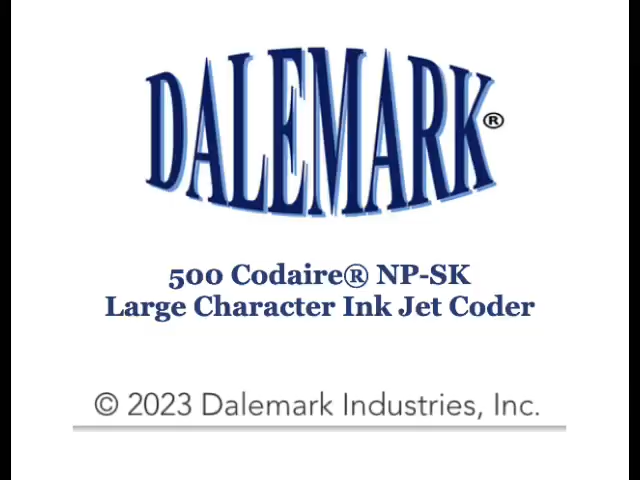 DALEMARK®
500 Codaire® NP-SK
Large Character Ink Jet Coder
© 2023 Dalemark Industries, Inc.